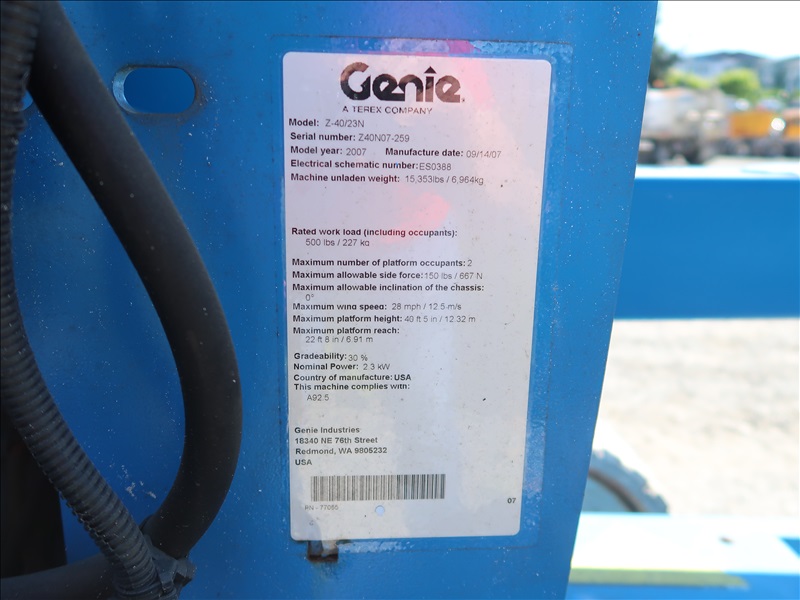 Genie
A TEREX COMPANY
Model: Z-40/23N
Serial number: Z40N07-259
Model year: 2007 Manufacture date: 09/14/07
Electrical schematic number: ES0388
Machine unladen weight: 15,353lbs / 6,964kg
Rated work load (including occupants):
500 lbs / 227 kg
Maximum number of platform occupants: 2
Maximum allowable side force: 150 lbs / 667 N
Maximum allowable inclination of the chassis:
0°
Maximum wind speed: 28 mph / 12.5 m/s
Maximum platform height: 40 ft 5 in / 12.32 m
Maximum platform reach:
22 ft 8 in / 6.91 m
Gradeability: 30 %
Nominal Power: 2.3 kW
Country of manufacture: USA
This machine complies with:
A92.5
Genie Industries
18340 NE 76th Street
Redmond, WA 9805232
USA
07